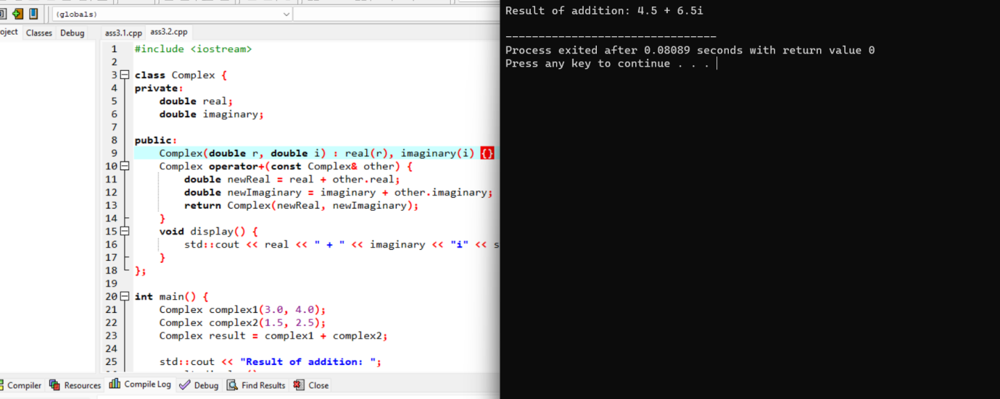 (globals)
oject Classes Debug ass3.1.cpp ass3.2.cpp
1 #include <iostream>
2
3 class Complex {
4 private:
5 double real;
6 double imaginary;
7
8 public:
9 Complex(double r, double i) : real(r), imaginary(i) {}
10 Complex operator+(const Complex& other) {
11 double newReal = real + other.real;
12 double newImaginary = imaginary + other.imaginary;
13 return Complex(newReal, newImaginary);
14 }
15 void display() {
16 std::cout << real << " + " << imaginary << "i" << s
17 }
18 };
19
20 int main() {
21 Complex complex1(3.0, 4.0);
22 Complex complex2(1.5, 2.5);
23 Complex result = complex1 + complex2;
24
25 std::cout << "Result of addition: ";
Compiler Resources Compile Log Debug Find Results Close
Result of addition: 4.5 + 6.5i
--------------------------------
Process exited after 0.08089 seconds with return value 0
Press any key to continue . . .